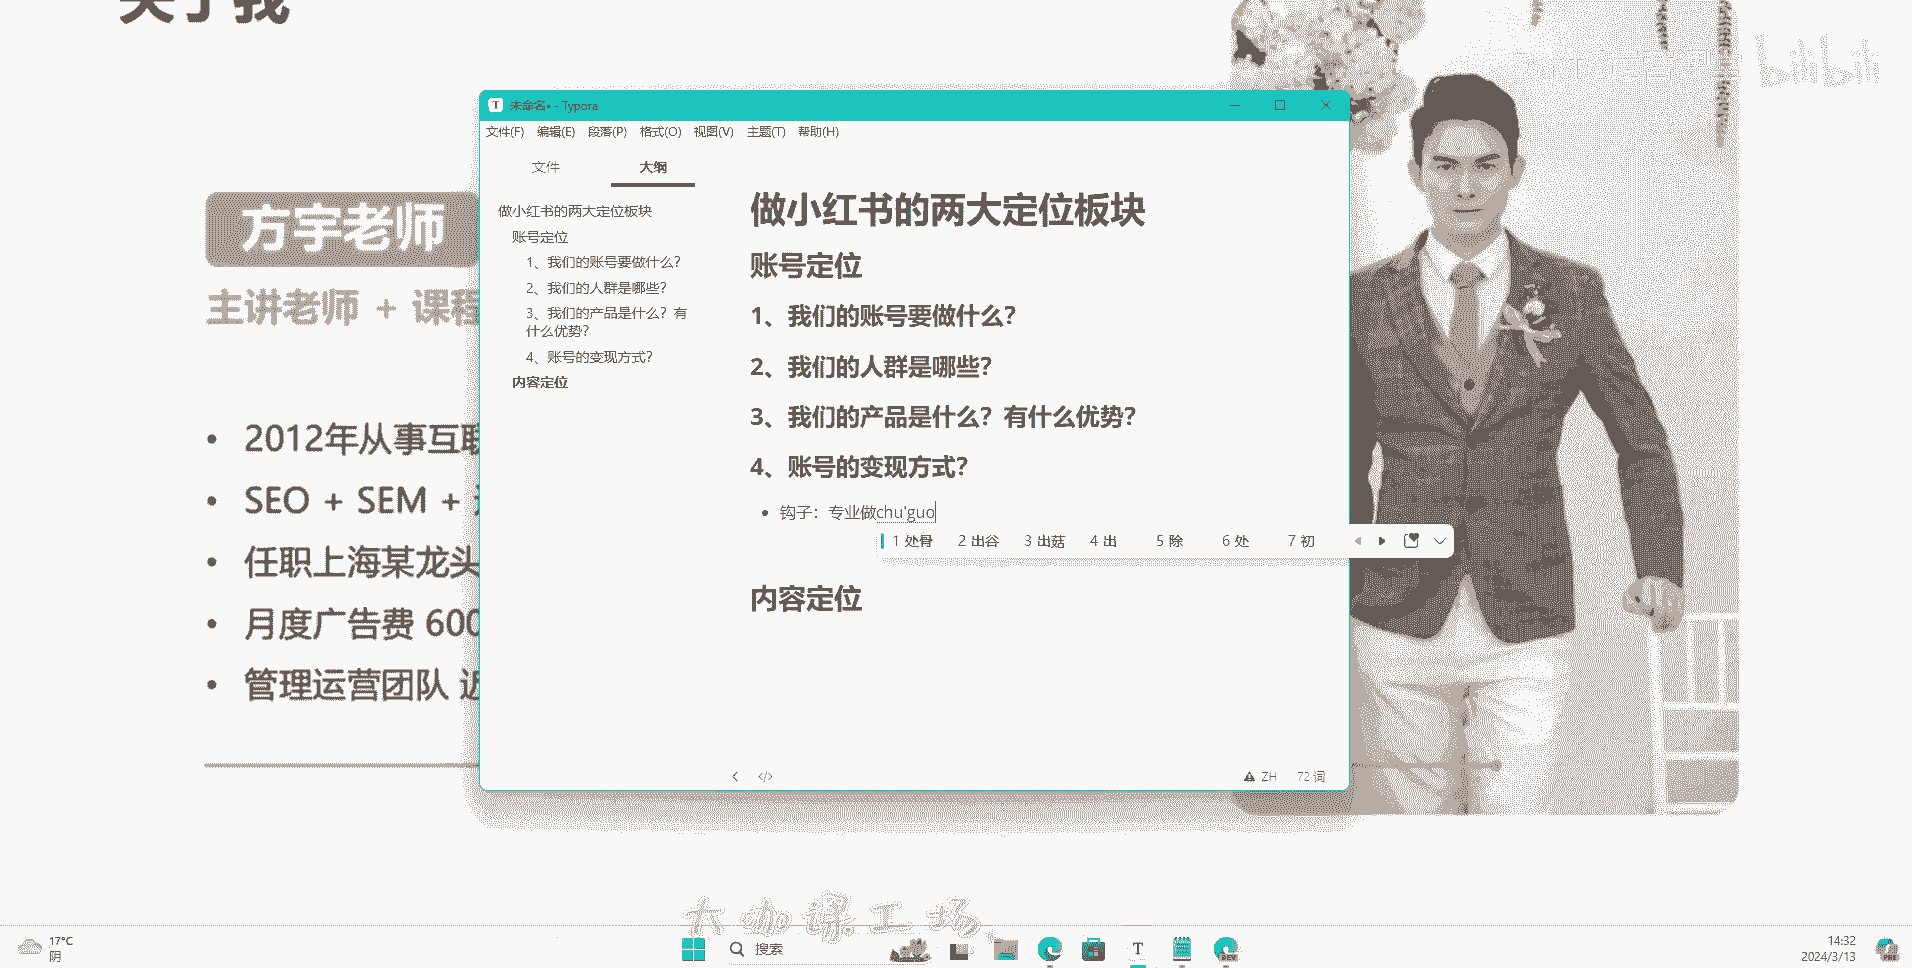 关于我
bilibili
方宇老师
主讲老师 + 课程
2012年从事互联
SEO + SEM +
任职上海某龙头
月度广告费 600
管理运营团队
未命名• - Typora
文件(F) 编辑(E) 段落(P) 格式(O) 视图(V) 主题(T) 帮助(H)
文件 大纲
做小红书的两大定位板块
账号定位
1、我们的账号要做什么？
2、我们的人群是哪些？
3、我们的产品是什么？有
什么优势？
4、账号的变现方式？
内容定位
做小红书的两大定位板块
账号定位
1、我们的账号要做什么？
2、我们的人群是哪些？
3、我们的产品是什么？有什么优势？
4、账号的变现方式？
钩子：专业做chu'guo
1 处骨 2 出谷 3 出菇 4 出 5 除 6 处 7 初
内容定位
ZH 72 词
大咖课工场
17°C
阴
搜索
DEV
14:32
2024/3/13
PRE